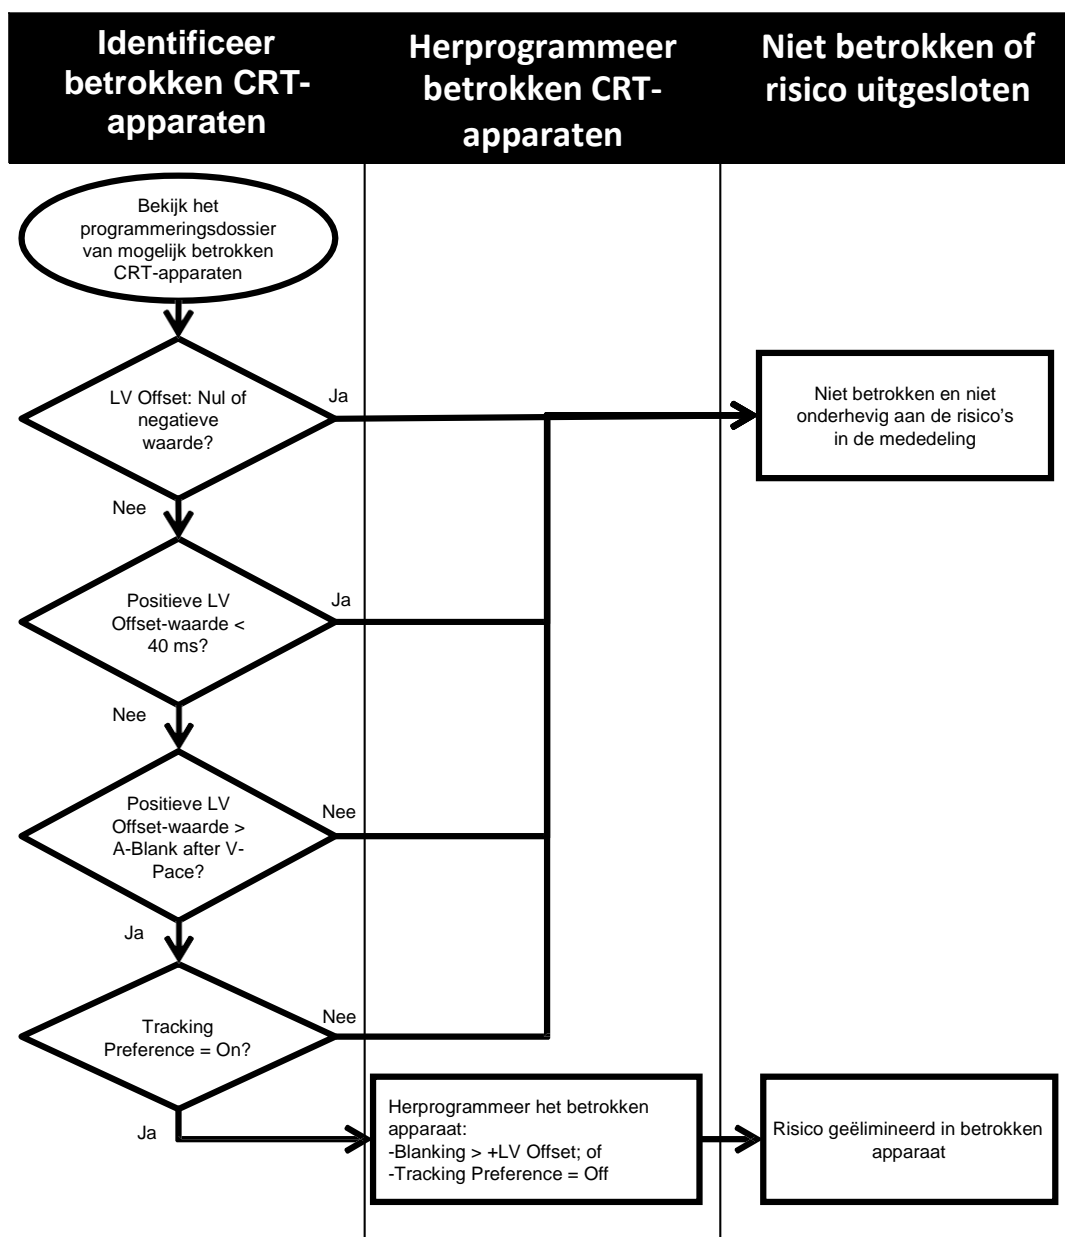 Identificeer
betrokken CRT-
apparaten
Herprogrammeer
betrokken CRT-
apparaten
Niet betrokken of
risico uitgesloten
Bekijk het
programmeringsdossier
van mogelijk betrokken
CRT-apparaten
LV Offset: Nul of
negatieve
waarde?
Ja
Niet betrokken en niet
onderhevig aan de risico's
in de mededeling
Nee
Positieve LV
Offset-waarde <
40 ms?
Ja
Nee
Positieve LV
Offset-waarde >
A-Blank after V-
Pace?
Nee
Ja
Tracking
Preference = On?
Nee
Ja
Herprogrammeer het betrokken
apparaat:
-Blanking > +LV Offset; of
-Tracking Preference = Off
Risico geëlimineerd in betrokken
apparaat